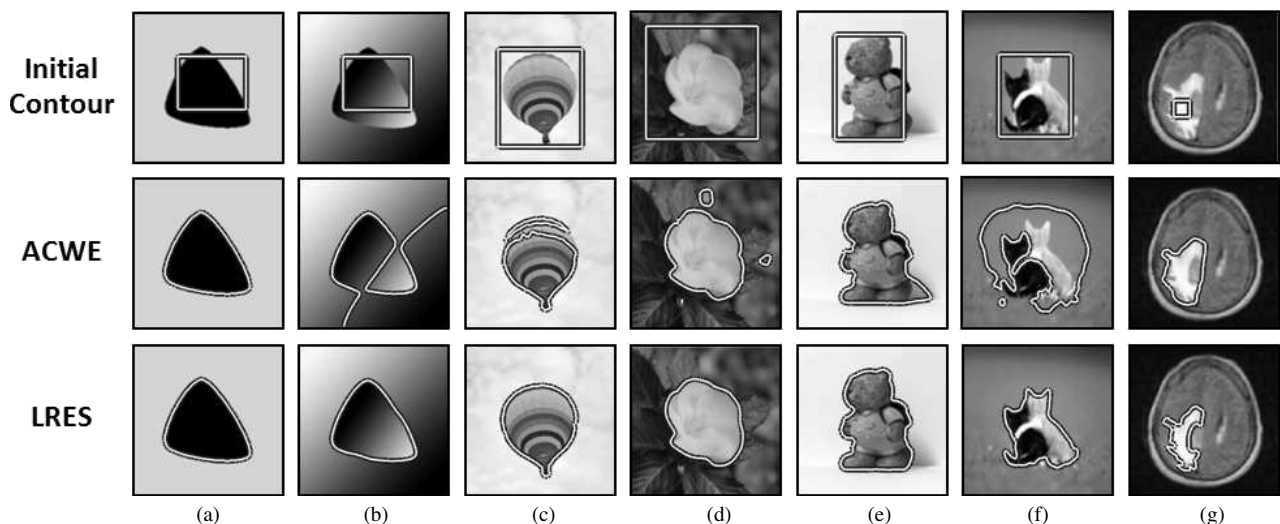 Initial
Contour
ACWE
LRES
(a) (b) (c) (d) (e) (f) (g)